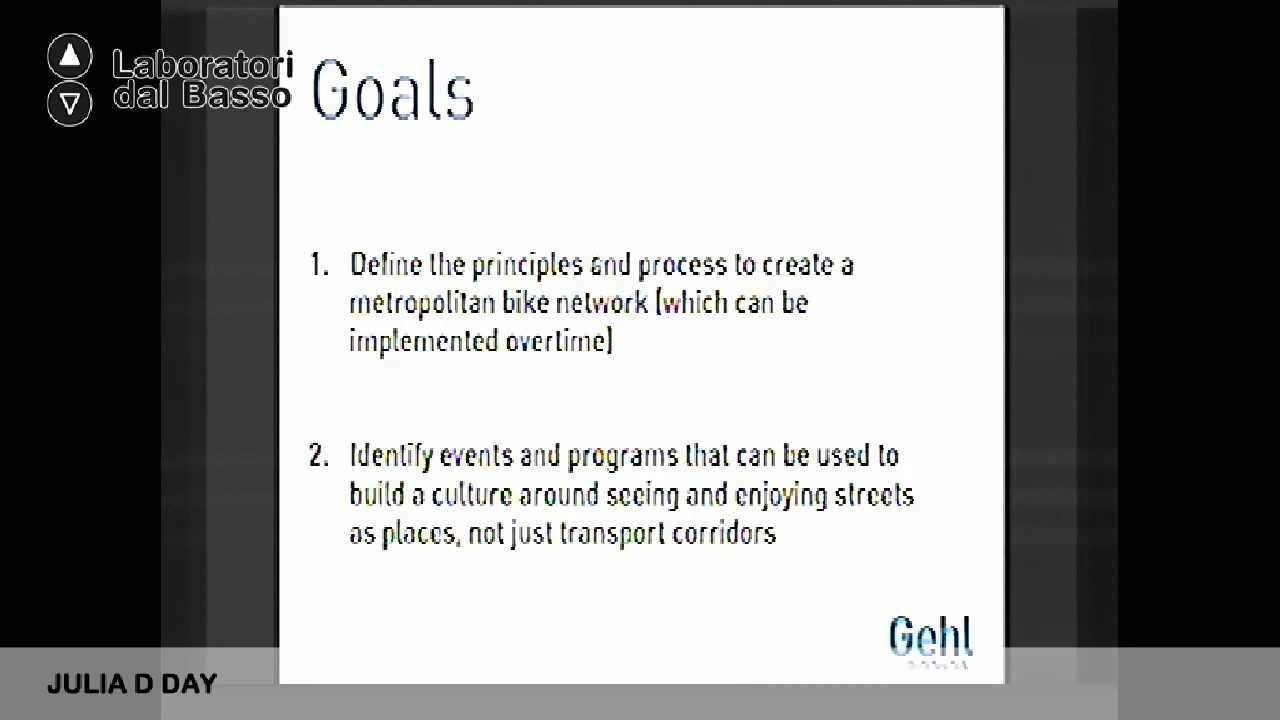 Laboratori
dal Basso
Goals
1. Define the principles and process to create a
metropolitan bike network (which can be
implemented overtime)
2. Identify events and programs that can be used to
build a culture around seeing and enjoying streets
as places, not just transport corridors
Gehl
JULIA D DAY